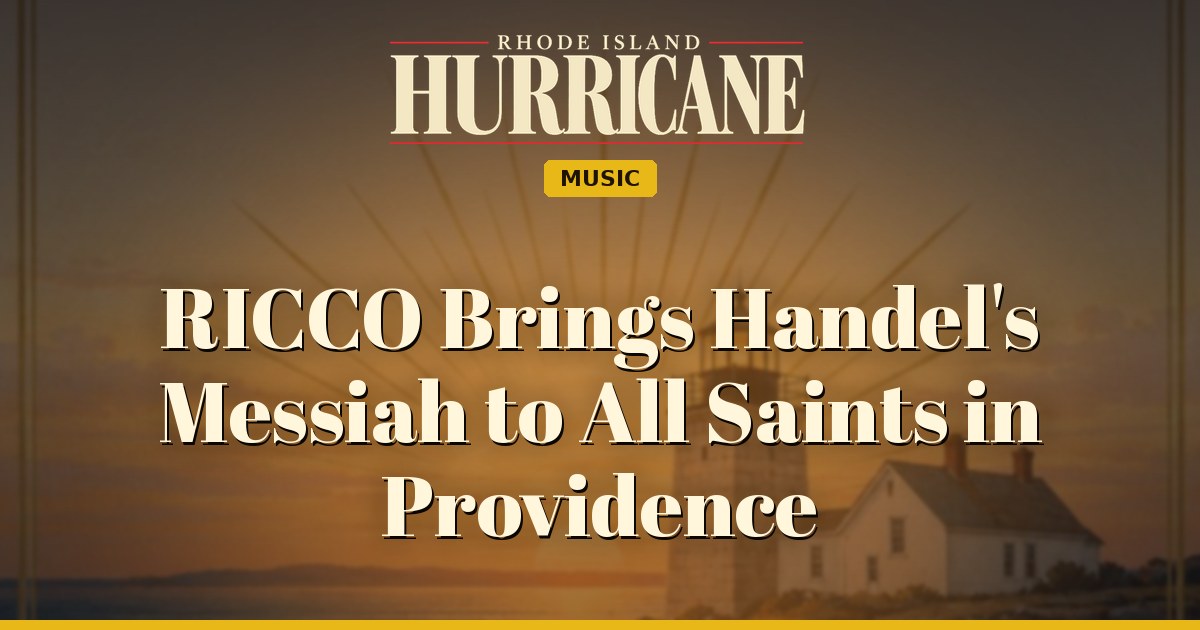 RHODE ISLAND
HURRICANE
MUSIC
RICCO Brings Handel's
Messiah to All Saints in
Providence